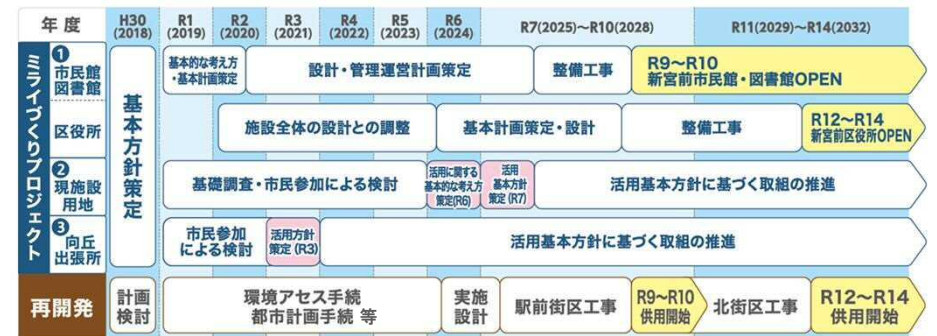 年度
H30
(2018)
R1
(2019)
R2
(2020)
R3
(2021)
R4
(2022)
R5
(2023)
R6
(2024)
R7(2025)〜R10(2028)
R11(2029)〜R14(2032)
ミライづくりプロジェクト
❶
市民館
図書館
基本方針策定
基本的な考え方
・基本計画策定
設計・管理運営計画策定
整備工事
R9〜R10
新宮前市民館・図書館OPEN
区役所
施設全体の設計との調整
基本計画策定・設計
整備工事
R12〜R14
新宮前区役所OPEN
❷
現施設
用地
基礎調査・市民参加による検討
活用に関する
基本的な考え方
策定(R6)
活用
基本方針
策定(R7)
活用基本方針に基づく取組の推進
❸
向丘
出張所
市民参加
による検討
活用方針
策定(R3)
活用基本方針に基づく取組の推進
再開発
計画
検討
環境アセス手続
都市計画手続 等
実施
設計
駅前街区工事
R9〜R10
供用開始
北街区工事
R12〜R14
供用開始